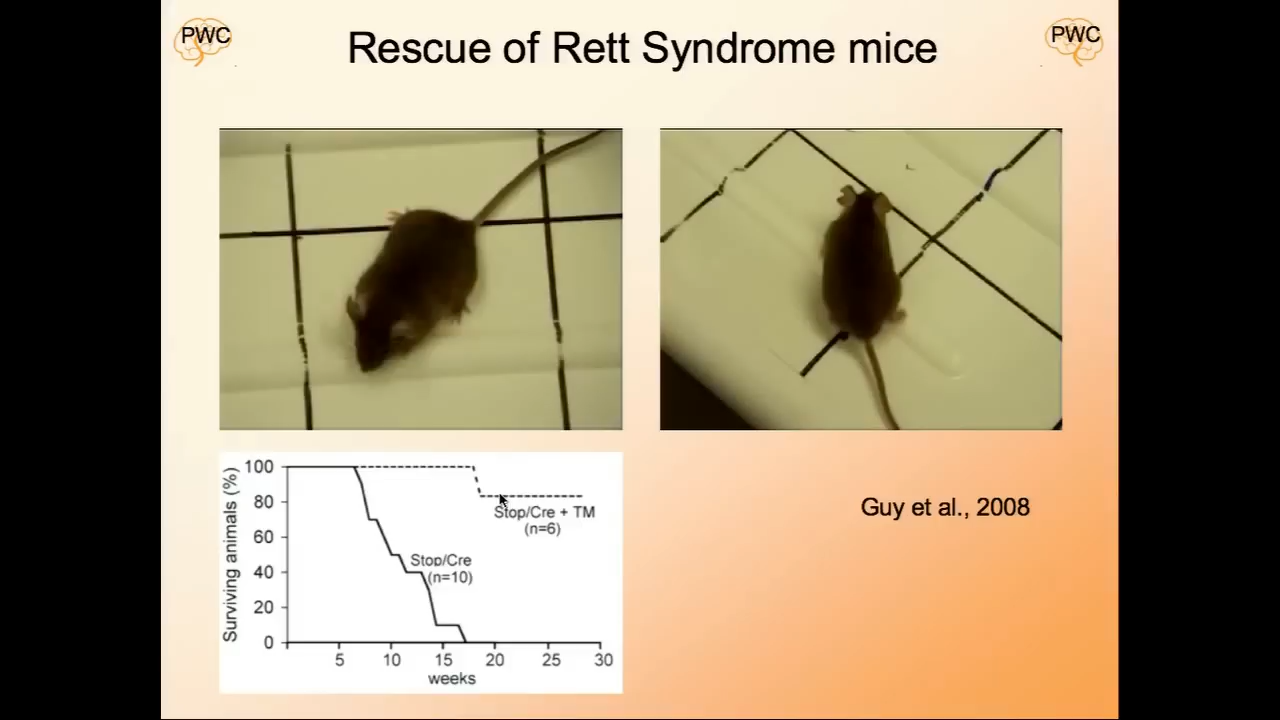 PWC
Rescue of Rett Syndrome mice
PWC
Surviving animals (%)
100
80
60
40
20
0
Stop/Cre + TM
(n=6)
Stop/Cre
(n=10)
5 10 15 20 25 30
weeks
Guy et al., 2008